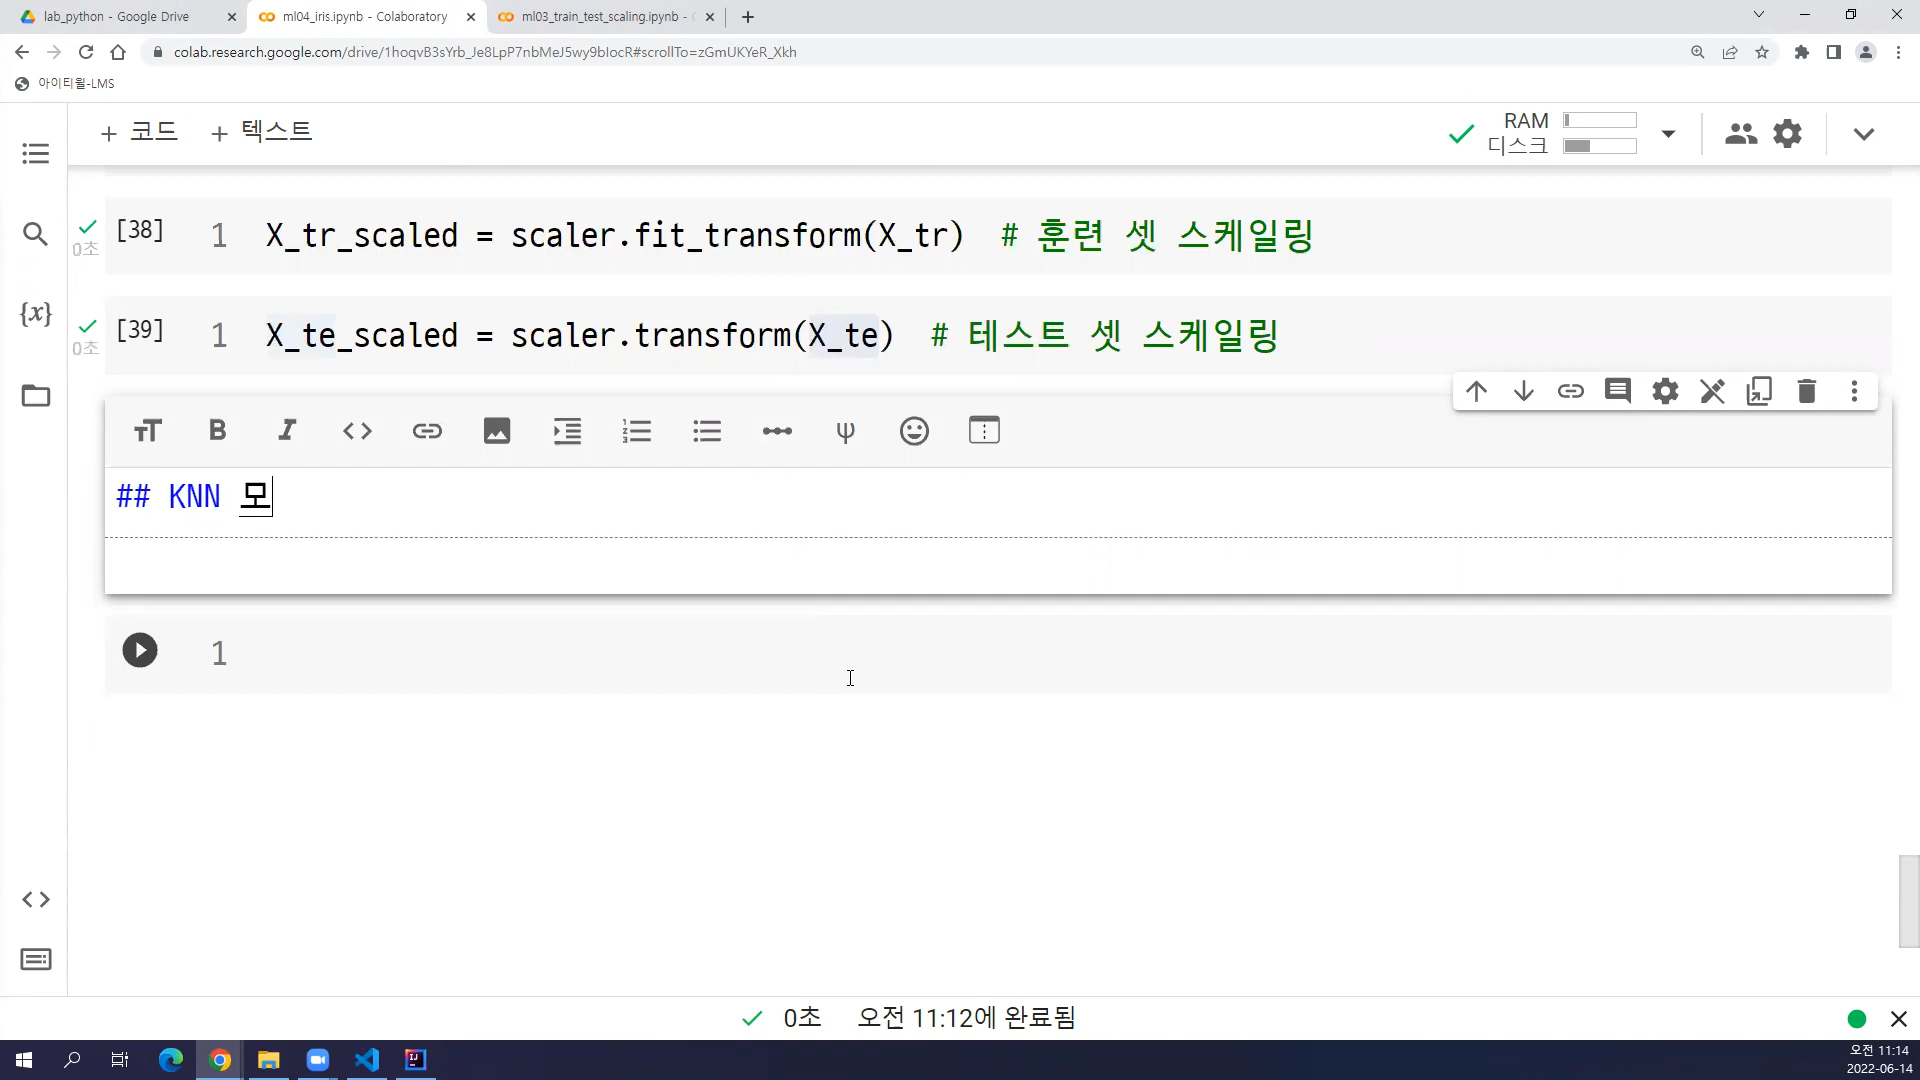 lab_python - Google Drive
ml04_iris.ipynb - Colaboratory
ml03_train_test_scaling.ipynb -
colab.research.google.com/drive/1hoqvB3sYrb_Je8LpP7nbMeJ5wy9bIocR#scrollTo=zGmUKYeR_Xkh
아이티윌-LMS
+ 코드 + 텍스트
RAM
디스크
[38] 1 X_tr_scaled = scaler.fit_transform(X_tr) # 훈련 셋 스케일링
0초
[39] 1 X_te_scaled = scaler.transform(X_te) # 테스트 셋 스케일링
0초
## KNN 모
1
0초 오전 11:12에 완료됨
오전 11:14
2022-06-14